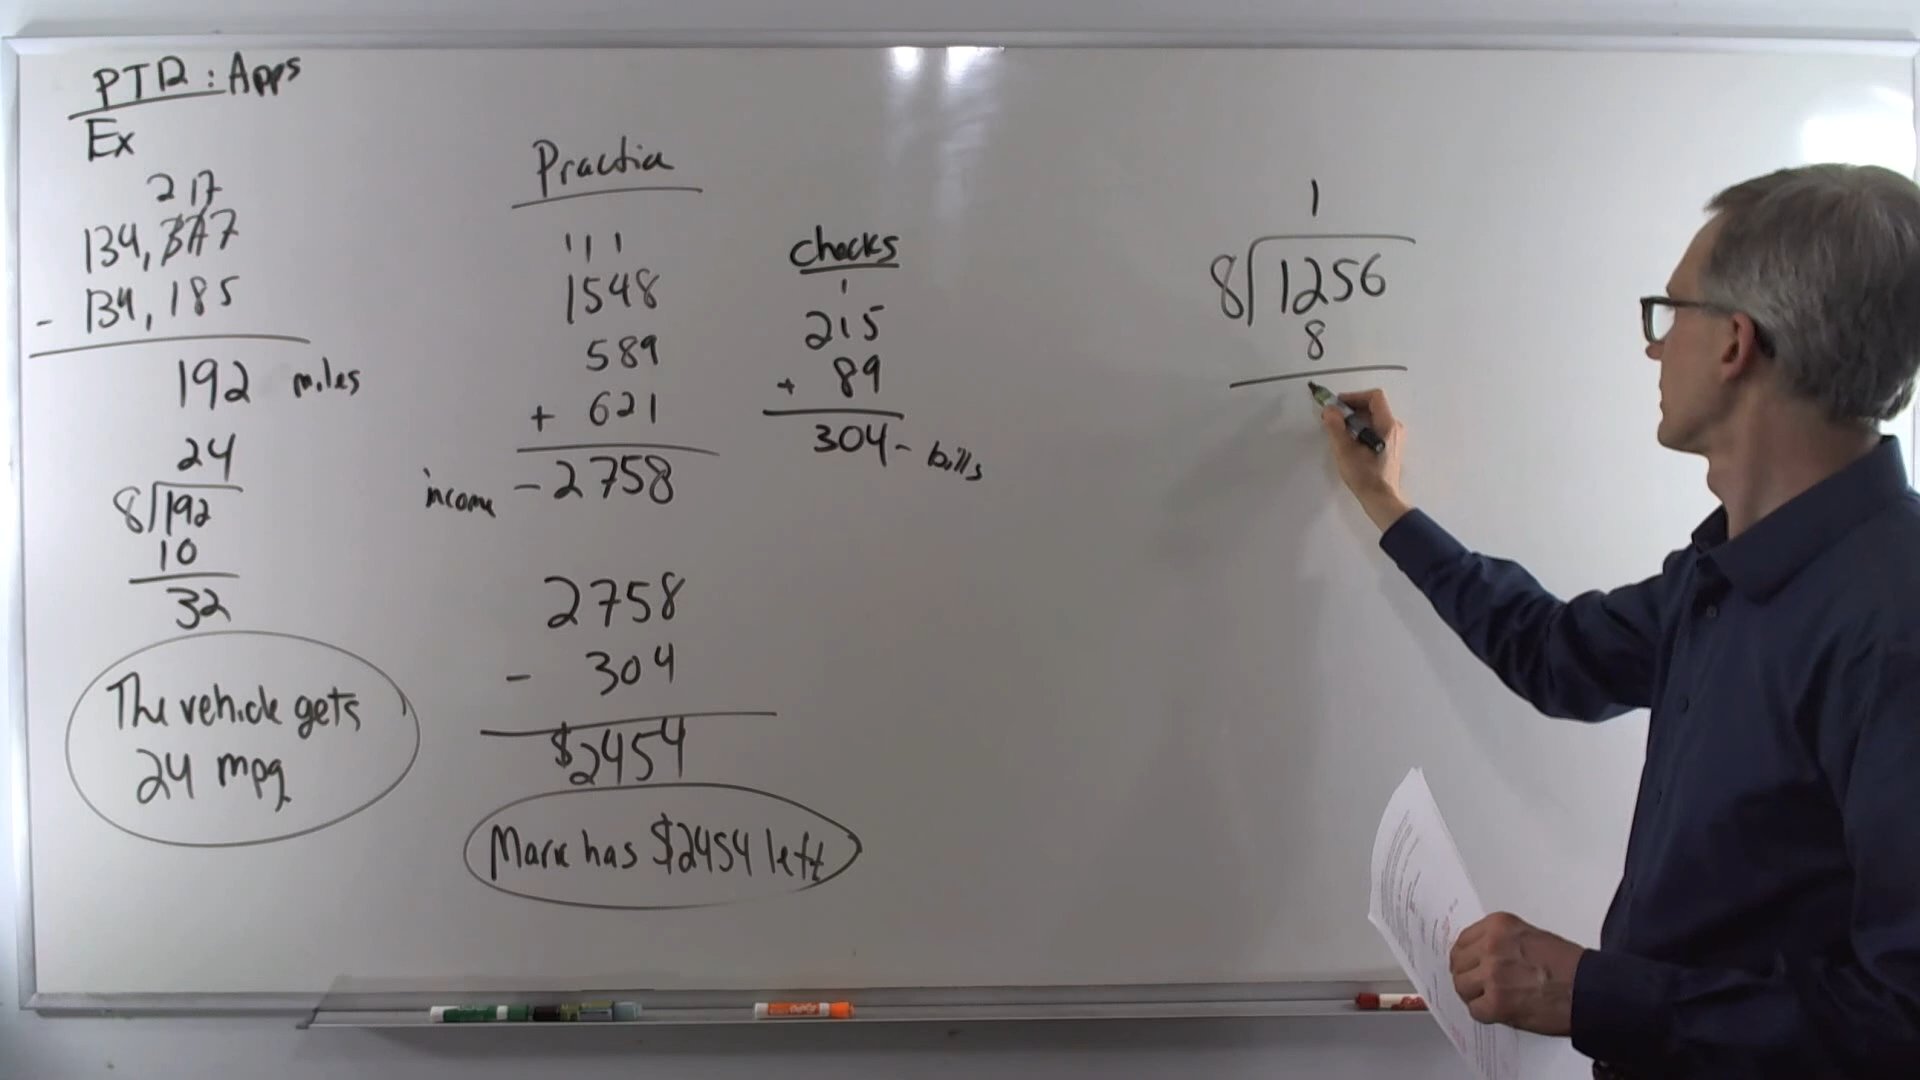 PTR : Apps
Ex
2 17
134, 347
- 134, 185
192 miles
24
8 192
10
32
The vehicle gets
24 mpg
Practice
1 1 1
1548
589
+ 621
income - 2758
2758
- 304
$2454
Mark has $2454 left
checks
1
215
+ 89
304 - bills
1
8 1256
8